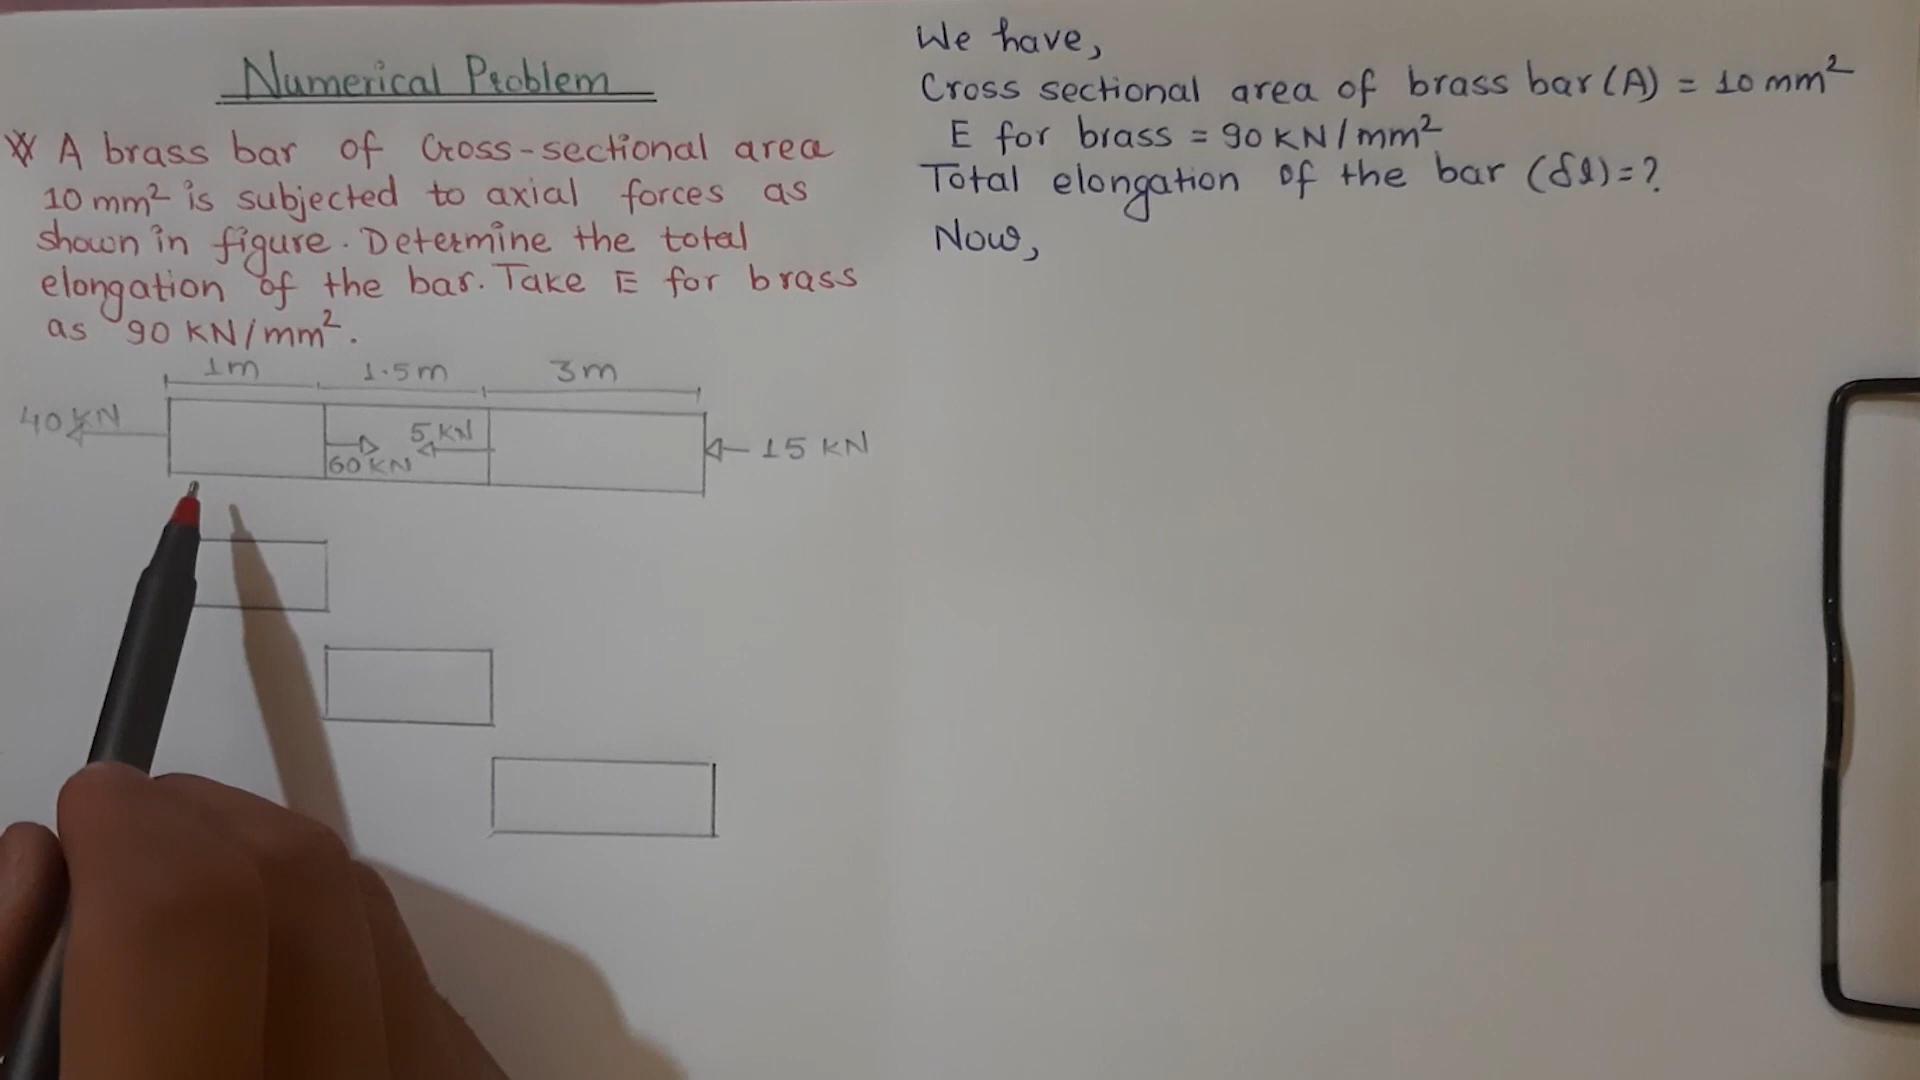 Numerical Problem
※ A brass bar of Cross-sectional area
10 mm² is subjected to axial forces as
shown in figure. Determine the total
elongation of the bar. Take E for brass
as 90 KN/mm².
1m 1.5m 3m
40 KN
5 KN
60 KN
15 KN
We have,
Cross sectional area of brass bar (A) = 10 mm²
E for brass = 90 KN/mm²
Total elongation of the bar (δl) = ?
Now,